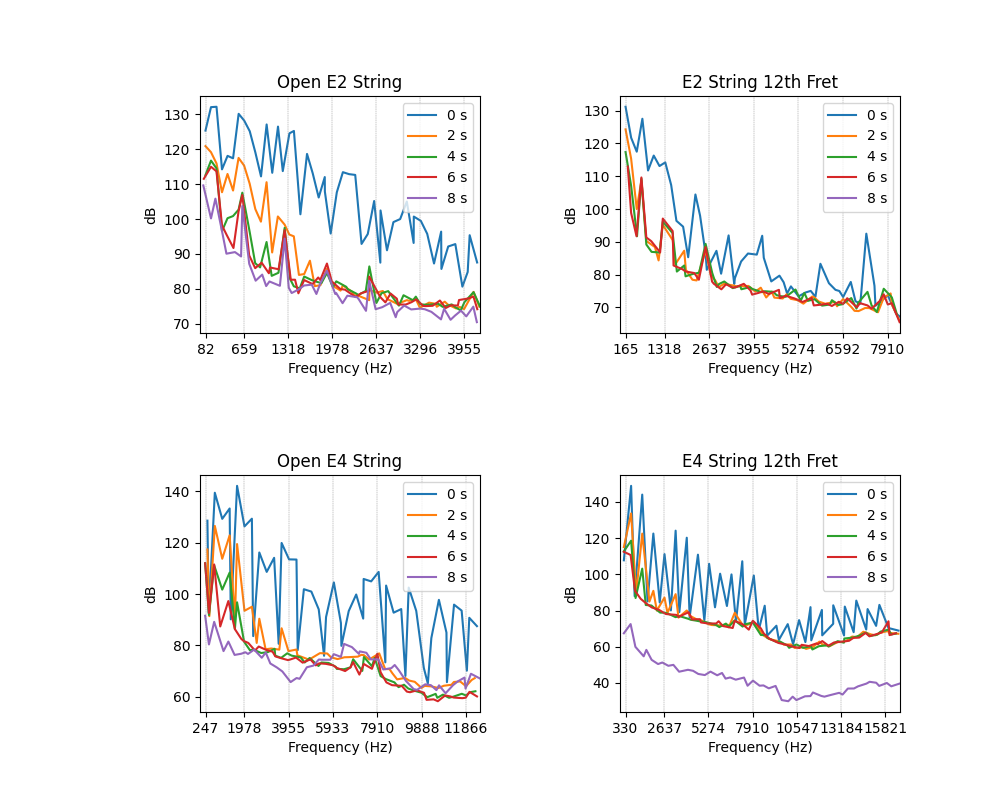 Open E2 String
dB
130
120
110
100
90
80
70
0 s
2 s
4 s
6 s
8 s
82 659 1318 1978 2637 3296 3955
Frequency (Hz)
E2 String 12th Fret
dB
130
120
110
100
90
80
70
0 s
2 s
4 s
6 s
8 s
165 1318 2637 3955 5274 6592 7910
Frequency (Hz)
Open E4 String
dB
140
120
100
80
60
0 s
2 s
4 s
6 s
8 s
247 1978 3955 5933 7910 9888 11866
Frequency (Hz)
E4 String 12th Fret
dB
140
120
100
80
60
40
0 s
2 s
4 s
6 s
8 s
330 2637 5274 7910 10547 13184 15821
Frequency (Hz)